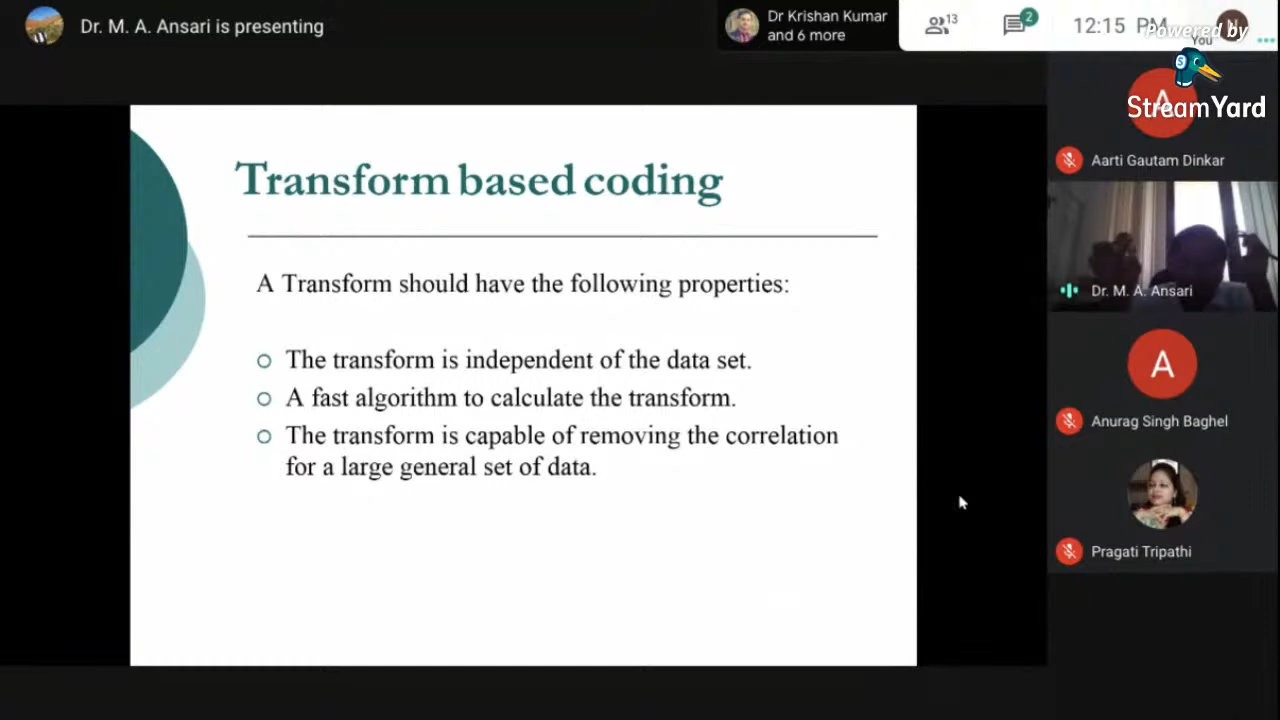 Dr. M. A. Ansari is presenting
Dr Krishan Kumar
and 6 more
13
2
12:15 PM
You
N
Powered by
S
StreamYard
A
Aarti Gautam Dinkar
Transform based coding
A Transform should have the following properties:
The transform is independent of the data set.
A fast algorithm to calculate the transform.
The transform is capable of removing the correlation
for a large general set of data.
Dr. M. A. Ansari
A
Anurag Singh Baghel
Pragati Tripathi